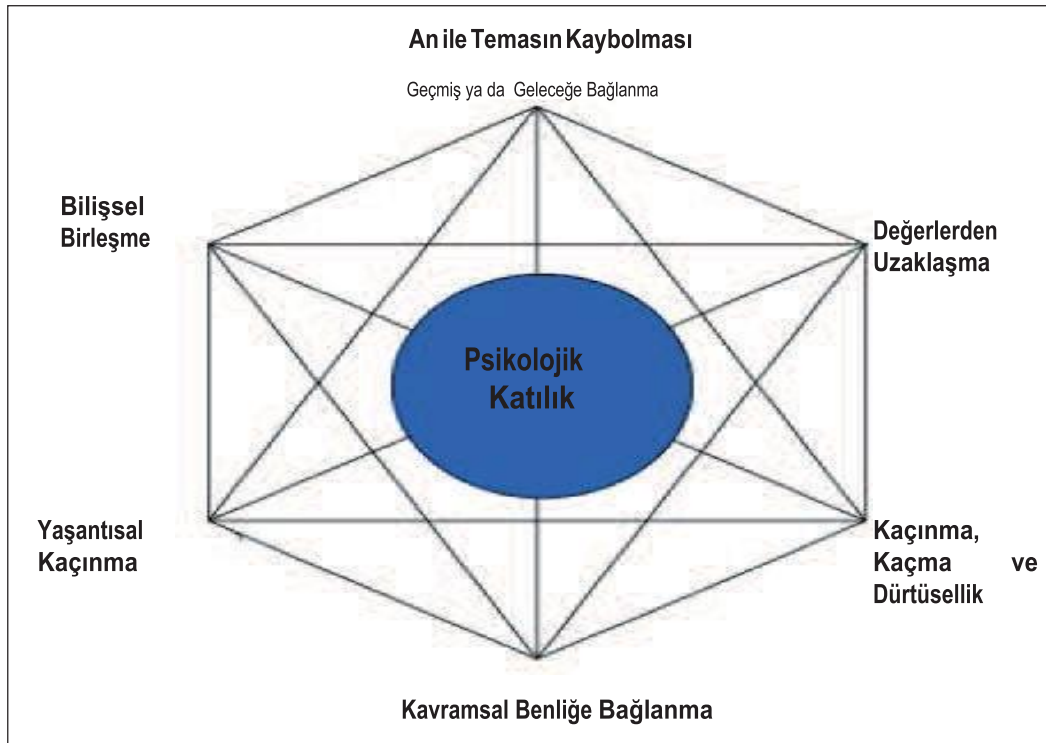 An ile Temasın Kaybolması
Geçmiş ya da Geleceğe Bağlanma
Bilişsel
Birleşme
Değerlerden
Uzaklaşma
Psikolojik
Katılık
Yaşantısal
Kaçınma
Kaçınma,
Kaçma ve
Dürtüsellik
Kavramsal Benliğe Bağlanma